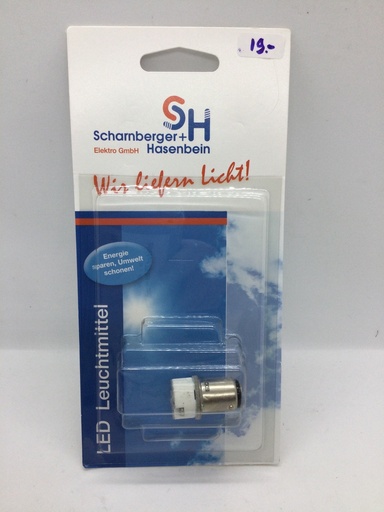 19.-
SH
Scharnberger+
Elektro GmbH Hasenbein
Wir liefern Licht!
Energie
sparen, Umwelt
schonen!
LED Leuchtmittel